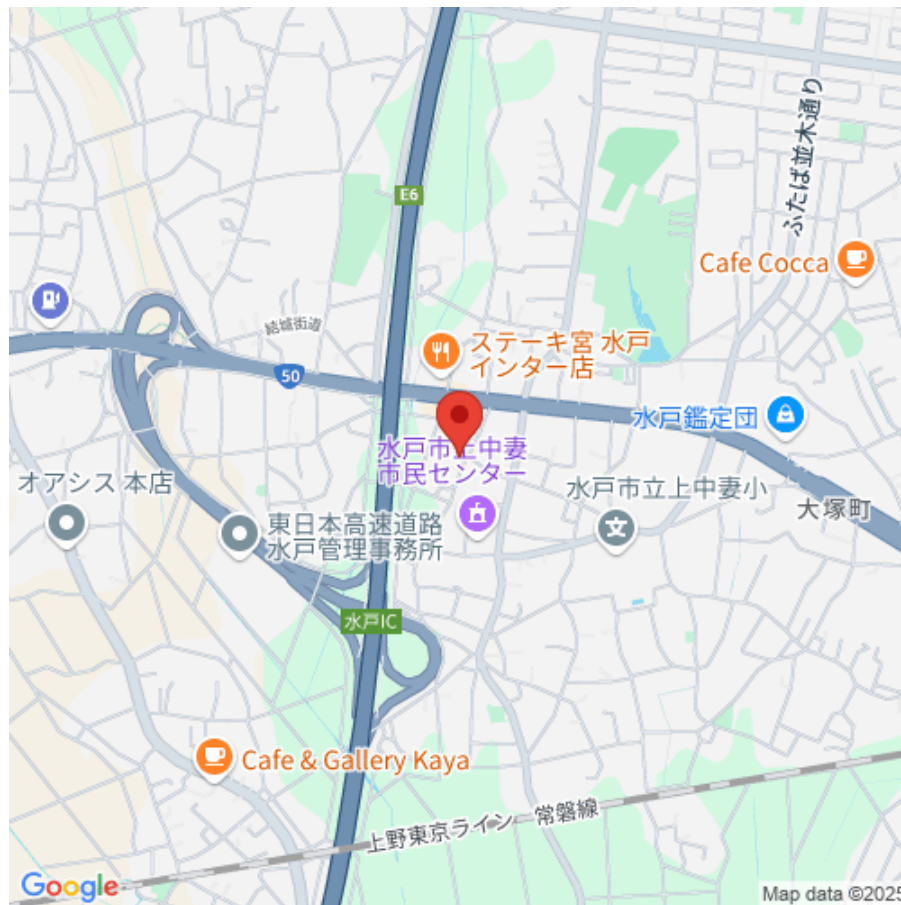 E6
ふたば並木通り
Cafe Cocca
結城街道
ステーキ宮 水戸
インター店
50
水戸鑑定団
水戸市上中妻
市民センター
オアシス 本店
水戸市立上中妻小
大塚町
東日本高速道路
水戸管理事務所
水戸IC
Cafe & Gallery Kaya
上野東京ライン 常磐線
Google
Map data ©2025